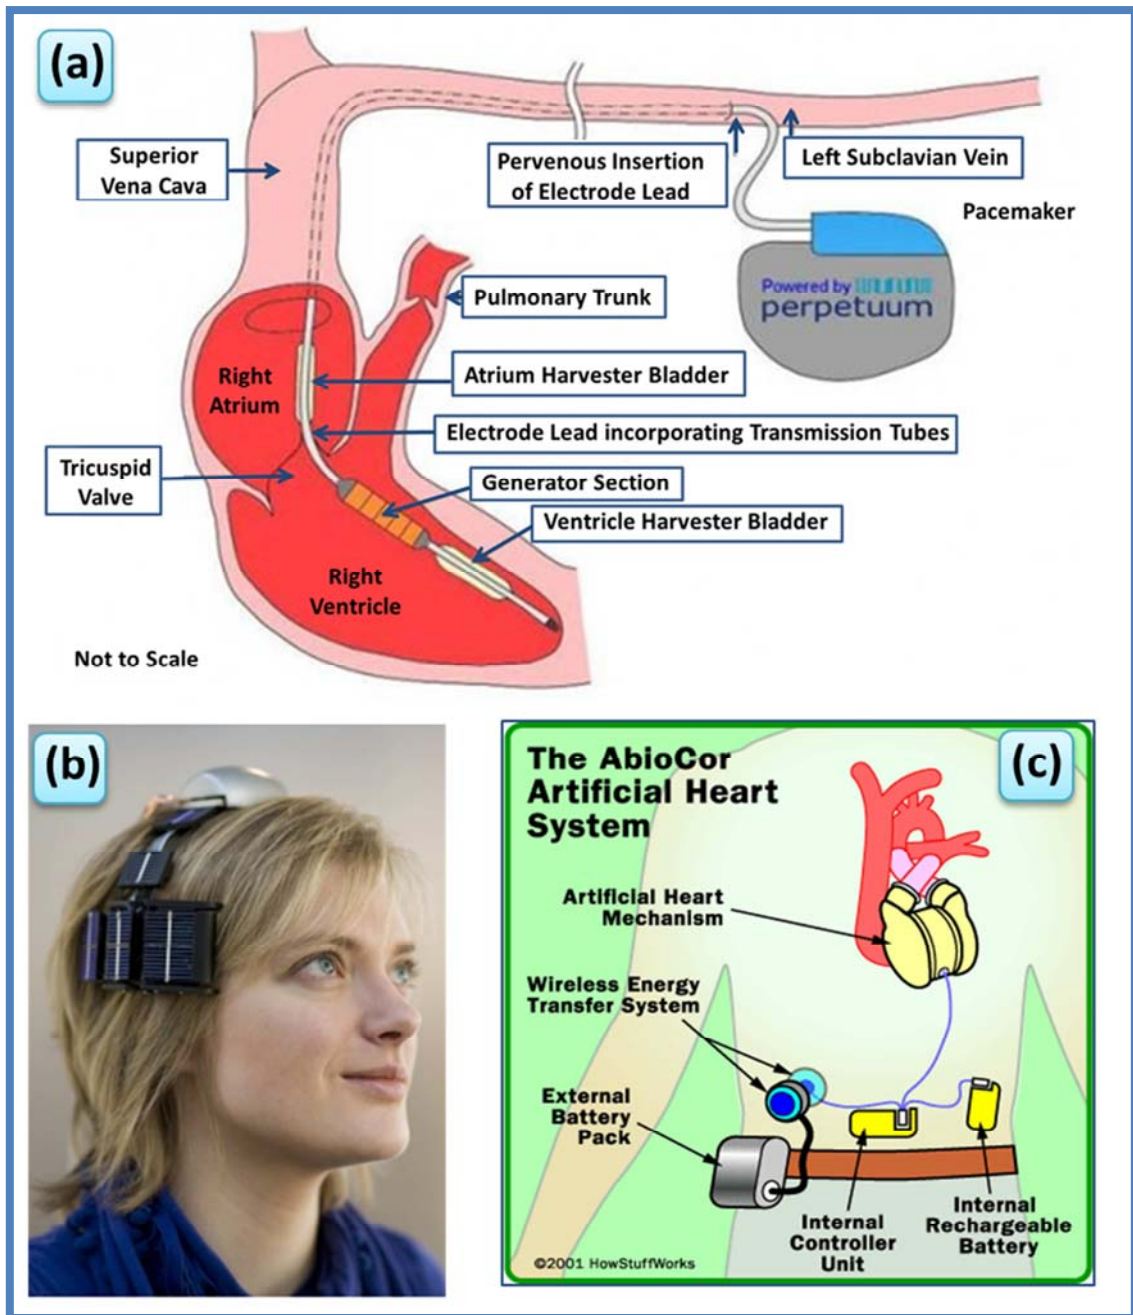 (a)
Superior
Vena Cava
Pervenous Insertion
of Electrode Lead
Left Subclavian Vein
Pacemaker
Powered by
perpetuum
Pulmonary Trunk
Right
Atrium
Atrium Harvester Bladder
Electrode Lead incorporating Transmission Tubes
Tricuspid
Valve
Generator Section
Ventricle Harvester Bladder
Right
Ventricle
Not to Scale
(b)
(c)
The AbioCor
Artificial Heart
System
Artificial Heart
Mechanism
Wireless Energy
Transfer System
External
Battery
Pack
Internal
Controller
Unit
Internal
Rechargeable
Battery
©2001 HowStuffWorks